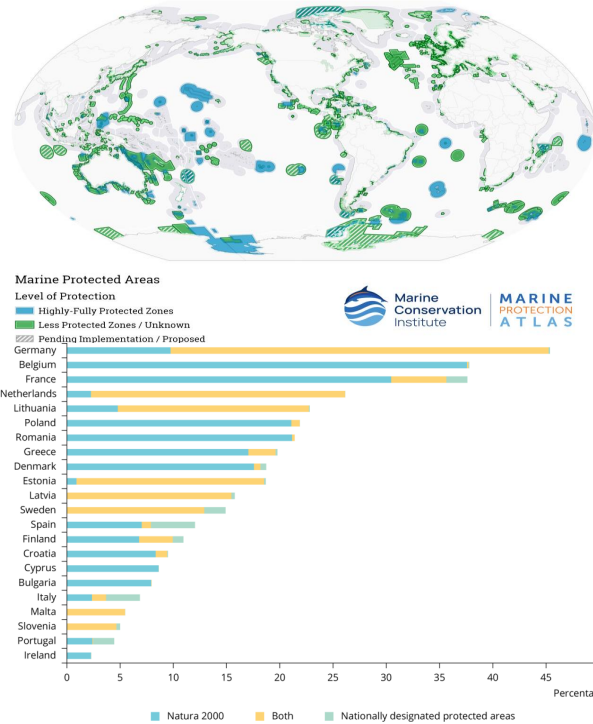 Marine Protected Areas
Level of Protection
Highly-Fully Protected Zones
Less Protected Zones / Unknown
Pending Implementation / Proposed
Marine
Conservation
Institute
MARINE
PROTECTION
ATLAS
Germany
Belgium
France
Netherlands
Lithuania
Poland
Romania
Greece
Denmark
Estonia
Latvia
Sweden
Spain
Finland
Croatia
Cyprus
Bulgaria
Italy
Malta
Slovenia
Portugal
Ireland
0 5 10 15 20 25 30 35 40 45
Percenta
Natura 2000 Both Nationally designated protected areas